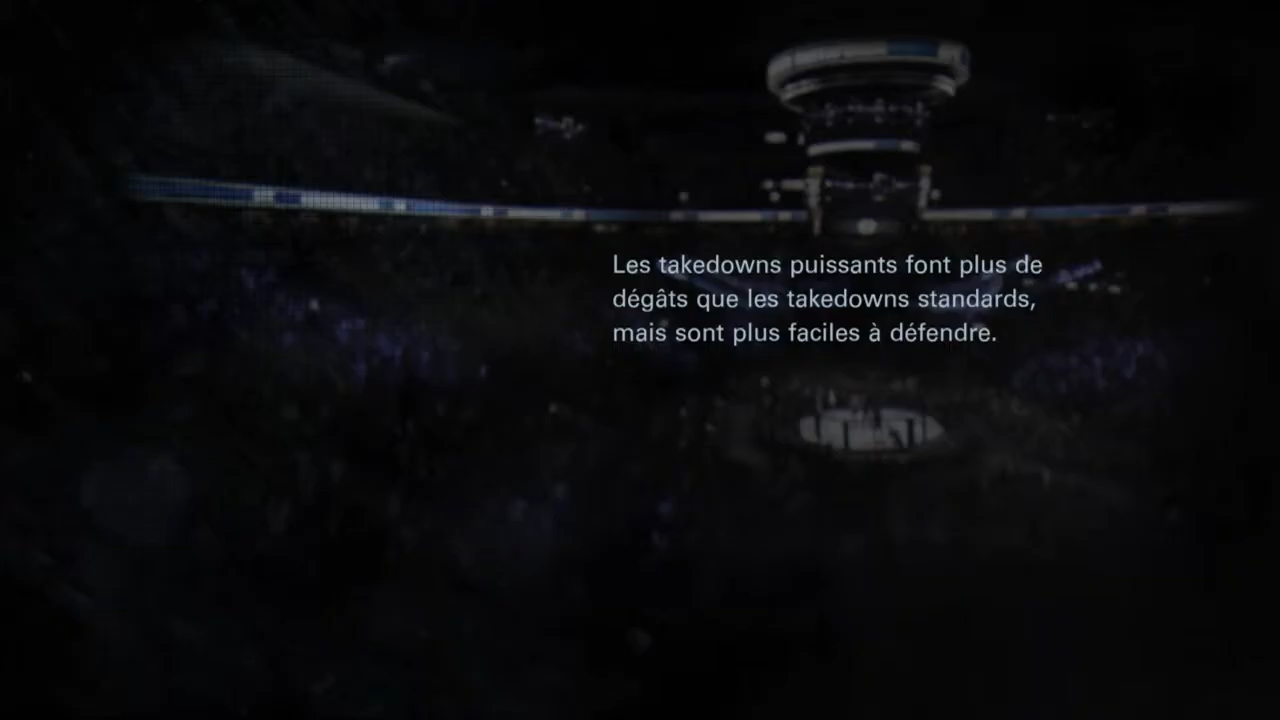 Les takedowns puissants font plus de
dégâts que les takedowns standards,
mais sont plus faciles à défendre.